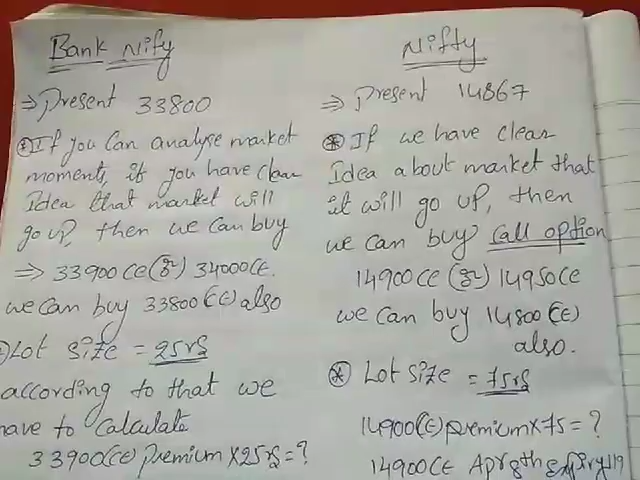 Bank Nify
⇒ Present 33800
* If you can analyse market
moments, if you have clear
Idea that market will
go up, then we can buy
⇒ 33900 CE (or) 34000 CE.
we can buy 33800 (CE) also
Lot size = 25rs
according to that we
have to calculate
33900(CE) premium × 25rs = ?
Nifty
⇒ Present 14867
* If we have clear
Idea about market that
it will go up, then
we can buy call option
14900 CE (or) 14950 CE
we can buy 14800 (CE)
also.
* Lot size = 75rs
14900(CE) premium × 75 = ?
14900 CE Apr 8th expiry